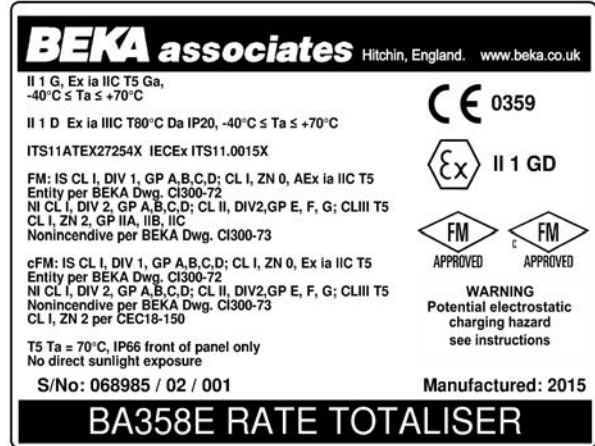 BEKA associates Hitchin, England. www.beka.co.uk
II 1 G, Ex ia IIC T5 Ga,
-40°C ≤ Ta ≤ +70°C
II 1 D Ex ia IIIC T80°C Da IP20, -40°C ≤ Ta ≤ +70°C
ITS11ATEX27254X IECEx ITS11.0015X
FM: IS CL I, DIV 1, GP A,B,C,D; CL I, ZN 0, AEx ia IIC T5
Entity per BEKA Dwg. CI300-72
NI CL I, DIV 2, GP A,B,C,D; CL II, DIV2,GP E, F, G; CLIII T5
CL I, ZN 2, GP IIA, IIB, IIC
Nonincendive per BEKA Dwg. CI300-73
cFM: IS CL I, DIV 1, GP A,B,C,D; CL I, ZN 0, Ex ia IIC T5
Entity per BEKA Dwg. CI300-72
NI CL I, DIV 2, GP A,B,C,D; CL II, DIV2,GP E, F, G; CLIII T5
Nonincendive per BEKA Dwg. CI300-73
CL I, ZN 2 per CEC18-150
T5 Ta = 70°C, IP66 front of panel only
No direct sunlight exposure
S/No: 068985 / 02 / 001
CE 0359
Ex II 1 GD
FM APPROVED
c FM APPROVED
WARNING
Potential electrostatic
charging hazard
see instructions
Manufactured: 2015
BA358E RATE TOTALISER